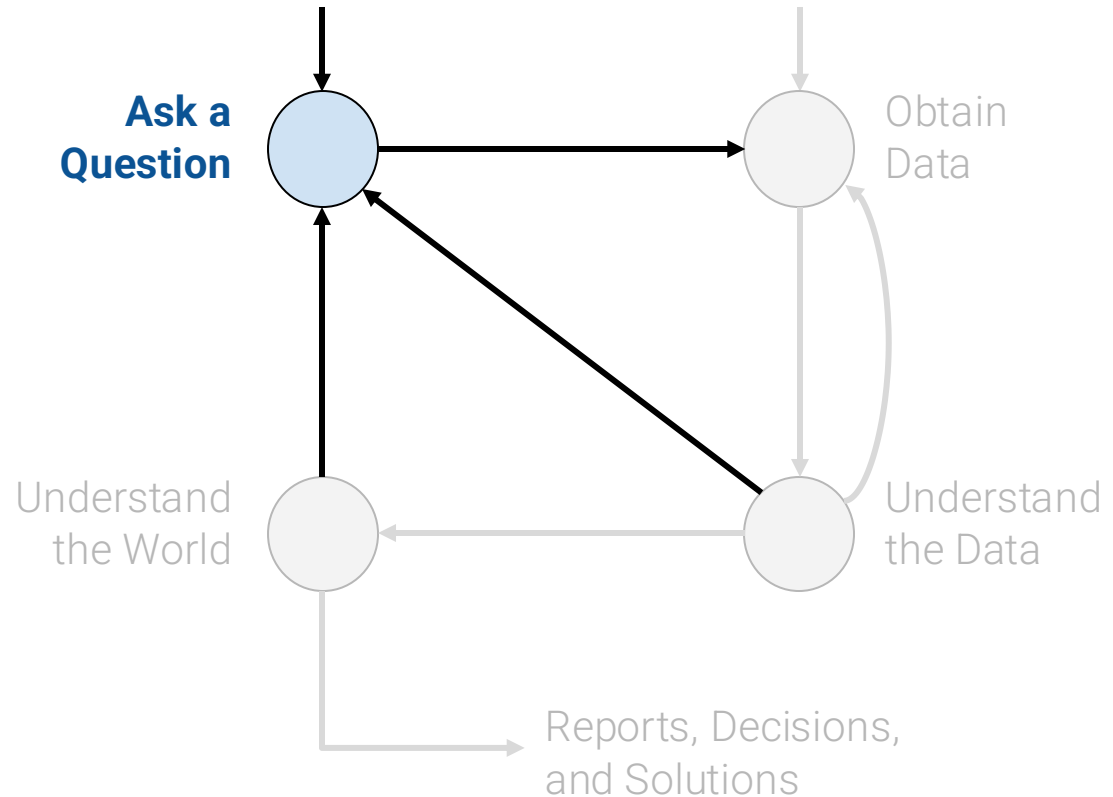 Ask a
Question
Obtain
Data
Understand
the World
Understand
the Data
Reports, Decisions,
and Solutions